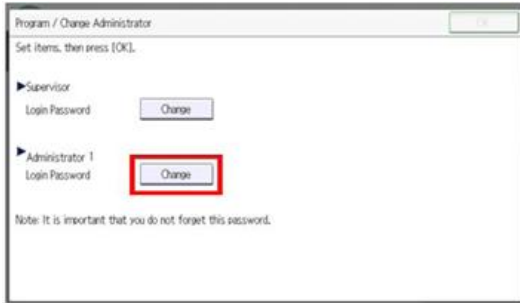 Program / Change Administrator
OK
Set items, then press [OK].
▶Supervisor
Login Password Change
▶Administrator 1
Login Password Change
Note: It is important that you do not forget this password.